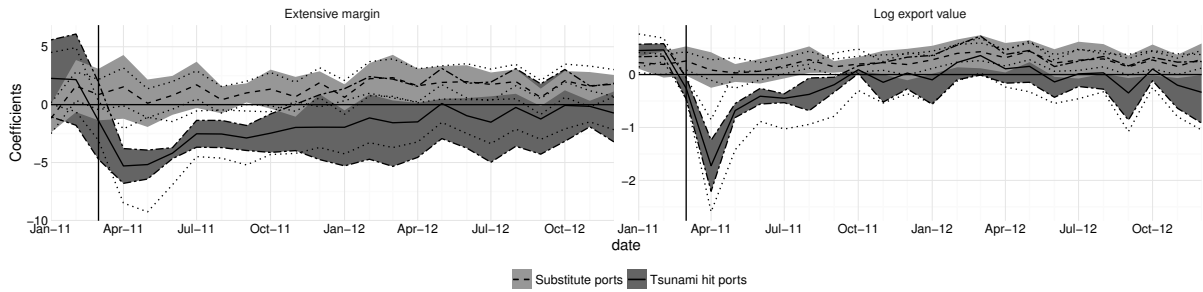 Extensive margin
Log export value
Coefficients
5
0
−5
−10
0
−1
−2
Jan−11 Apr−11 Jul−11 Oct−11 Jan−12 Apr−12 Jul−12 Oct−12
Jan−11 Apr−11 Jul−11 Oct−11 Jan−12 Apr−12 Jul−12 Oct−12
date
Substitute ports Tsunami hit ports